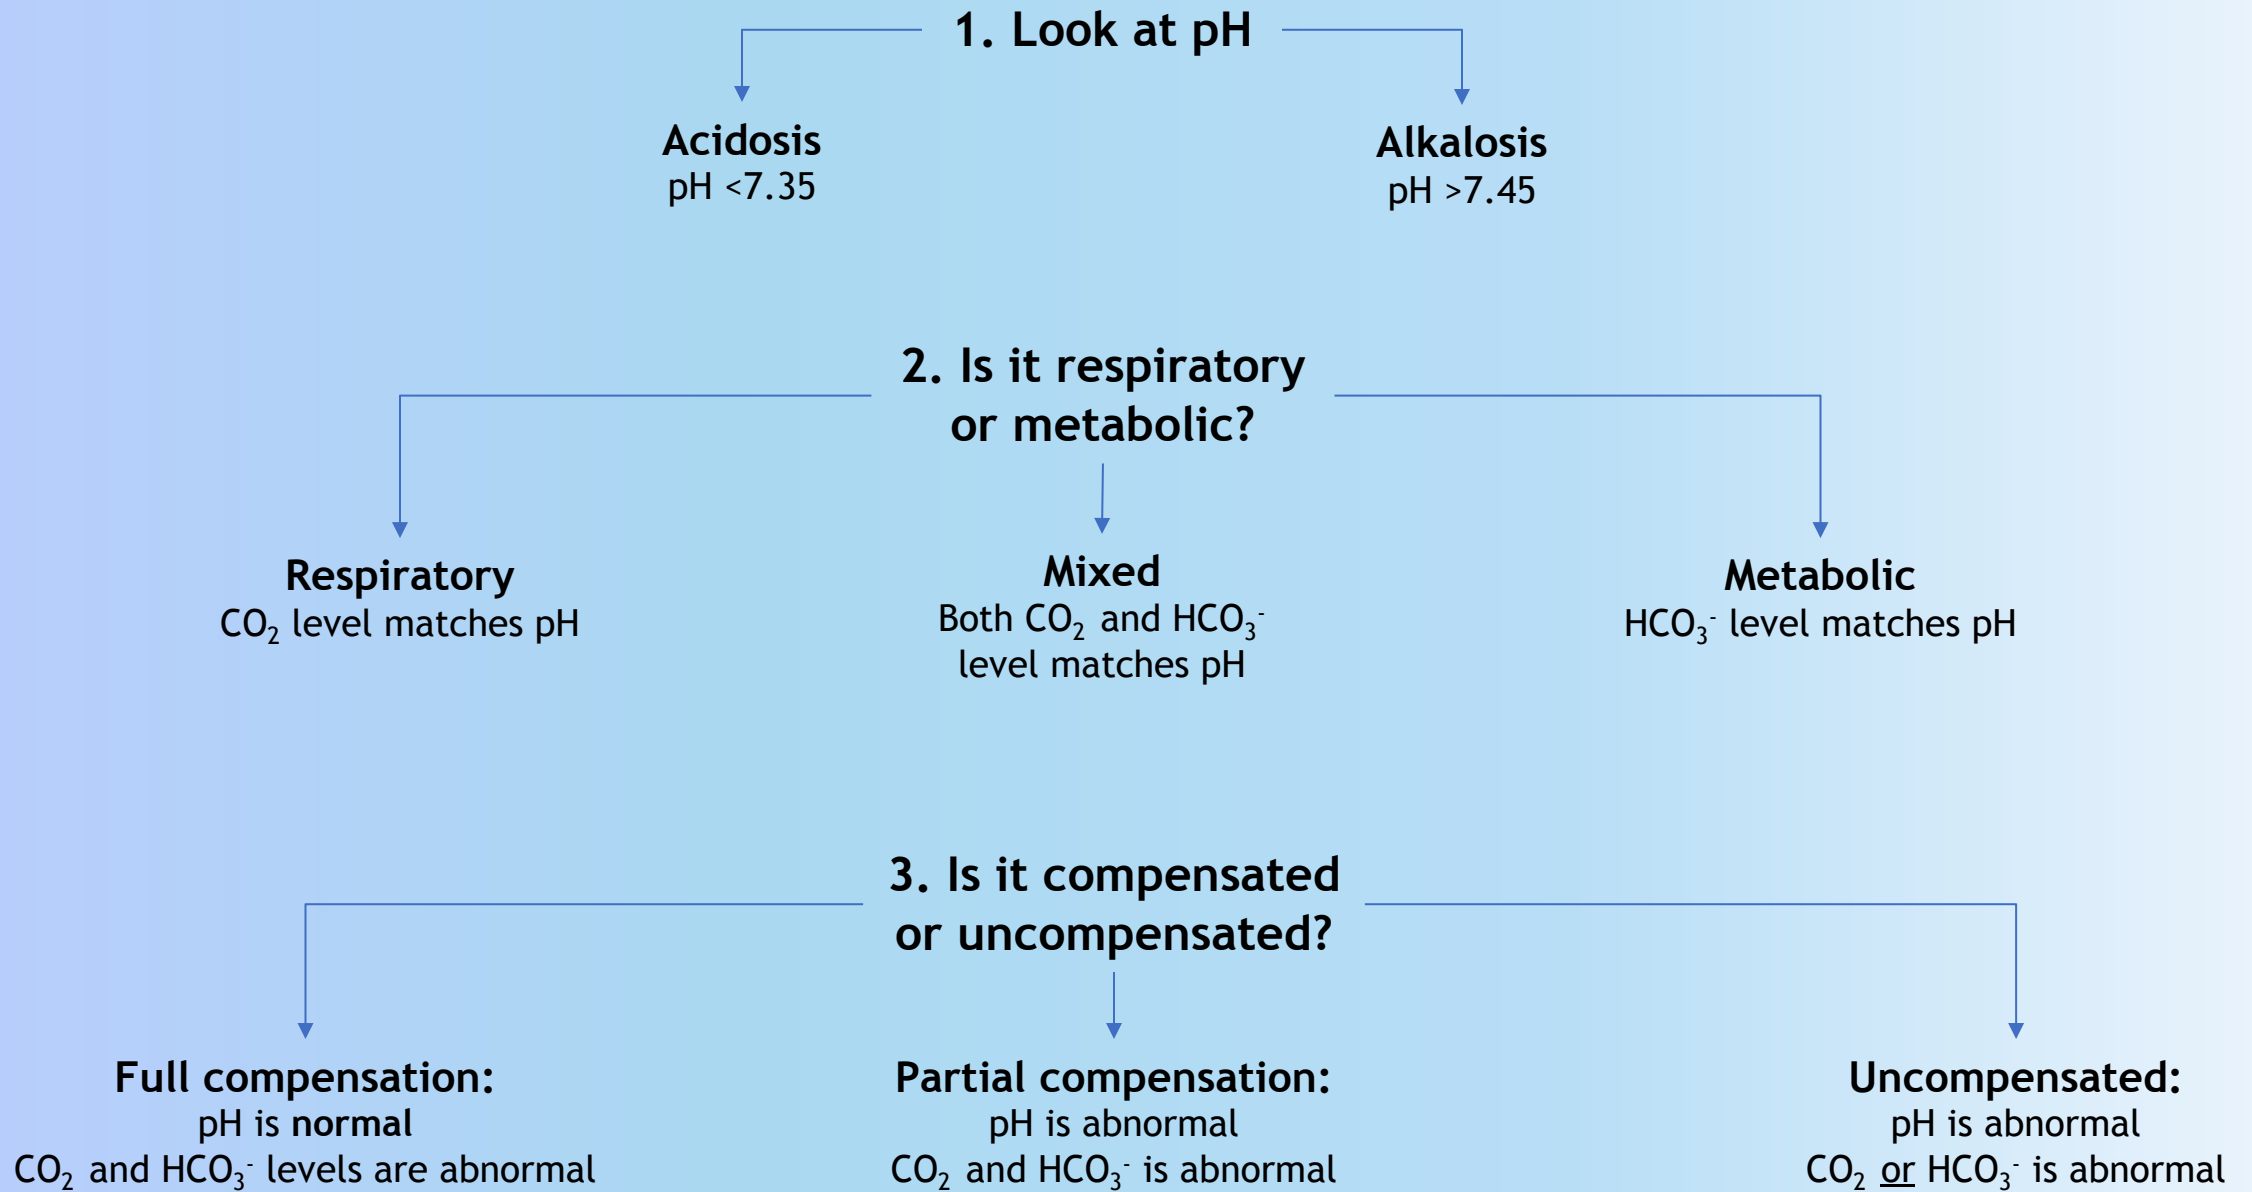 1. Look at pH
Acidosis
pH <7.35
Alkalosis
pH >7.45
2. Is it respiratory
or metabolic?
Respiratory
CO₂ level matches pH
Mixed
Both CO₂ and HCO₃⁻
level matches pH
Metabolic
HCO₃⁻ level matches pH
3. Is it compensated
or uncompensated?
Full compensation:
pH is normal
CO₂ and HCO₃⁻ levels are abnormal
Partial compensation:
pH is abnormal
CO₂ and HCO₃⁻ is abnormal
Uncompensated:
pH is abnormal
CO₂ or HCO₃⁻ is abnormal